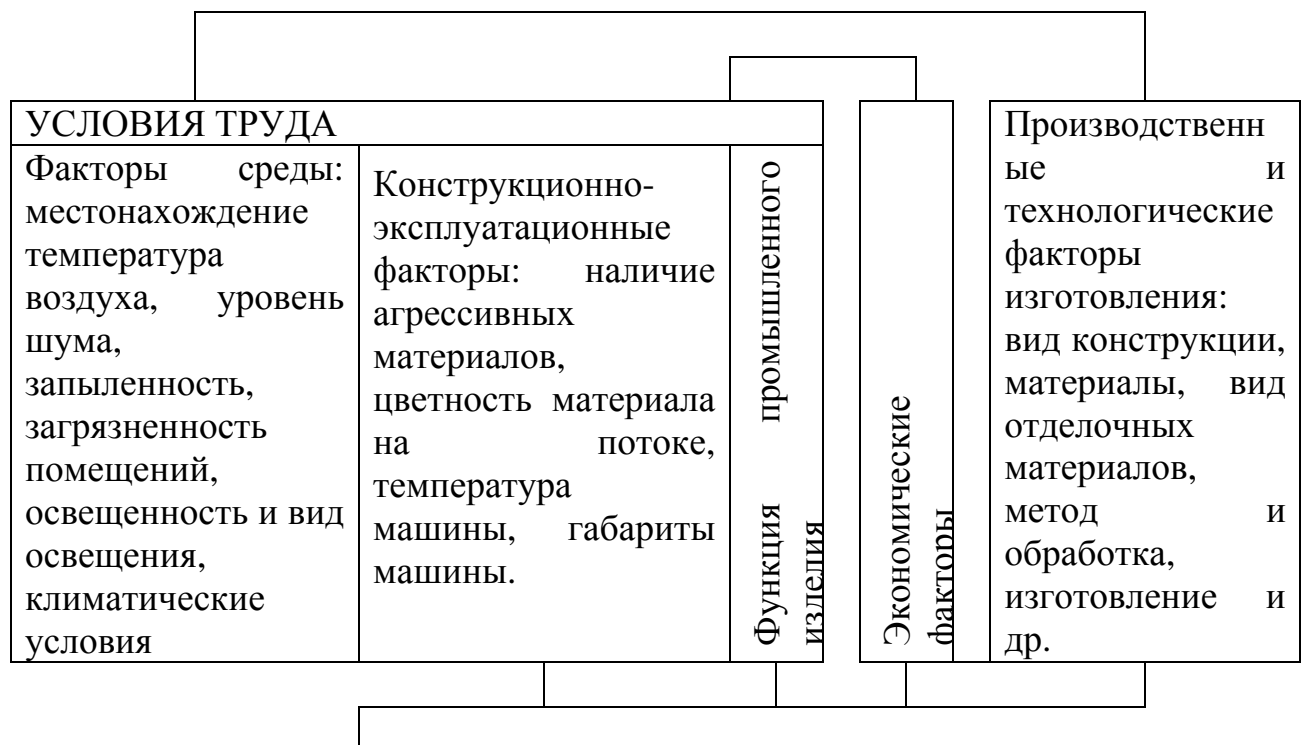 УСЛОВИЯ ТРУДА
Факторы среды:
местонахождение
температура
воздуха, уровень
шума,
запыленность,
загрязненность
помещений,
освещенность и вид
освещения,
климатические
условия
Конструкционно-
эксплуатационные
факторы: наличие
агрессивных
материалов,
цветность материала
на потоке,
температура
машины, габариты
машины.
Функция промышленного
изделия
Экономические
факторы
Производственн
ые и
технологические
факторы
изготовления:
вид конструкции,
материалы, вид
отделочных
материалов,
метод и
обработка,
изготовление и
др.